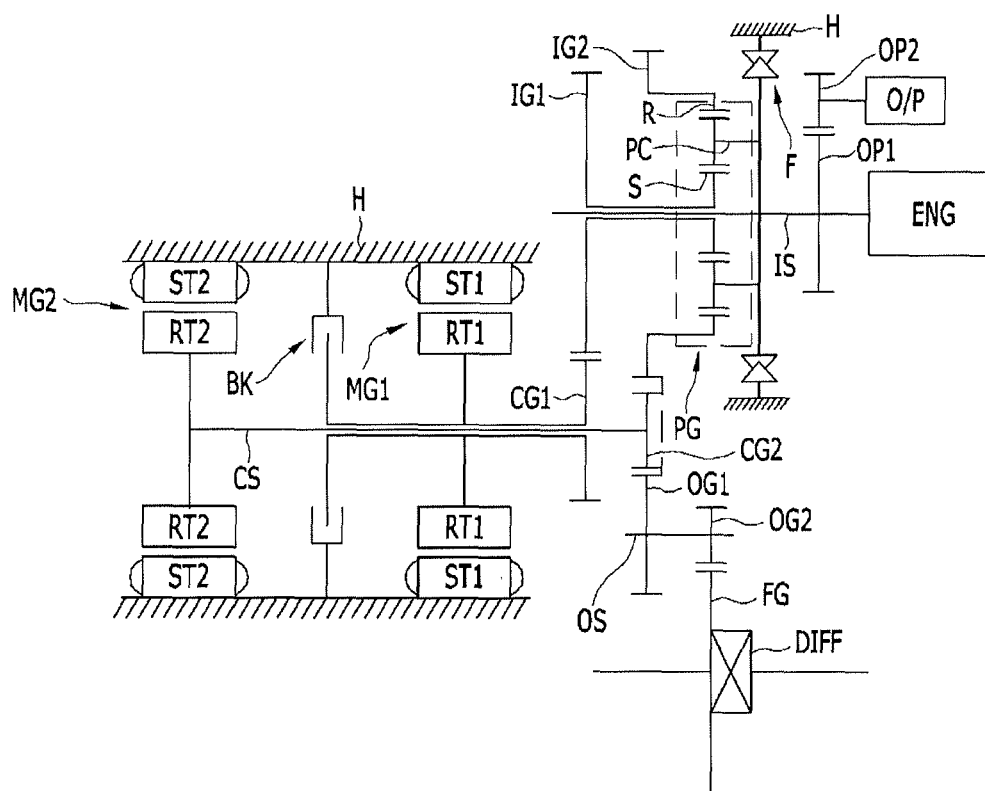 H
IG2
OP2
IG1
R
O/P
PC
F
OP1
S
H
ENG
IS
ST2
ST1
MG2
RT2
RT1
BK
MG1
CG1
PG
CS
CG2
OG1
RT2
RT1
OG2
ST2
ST1
OS
FG
DIFF